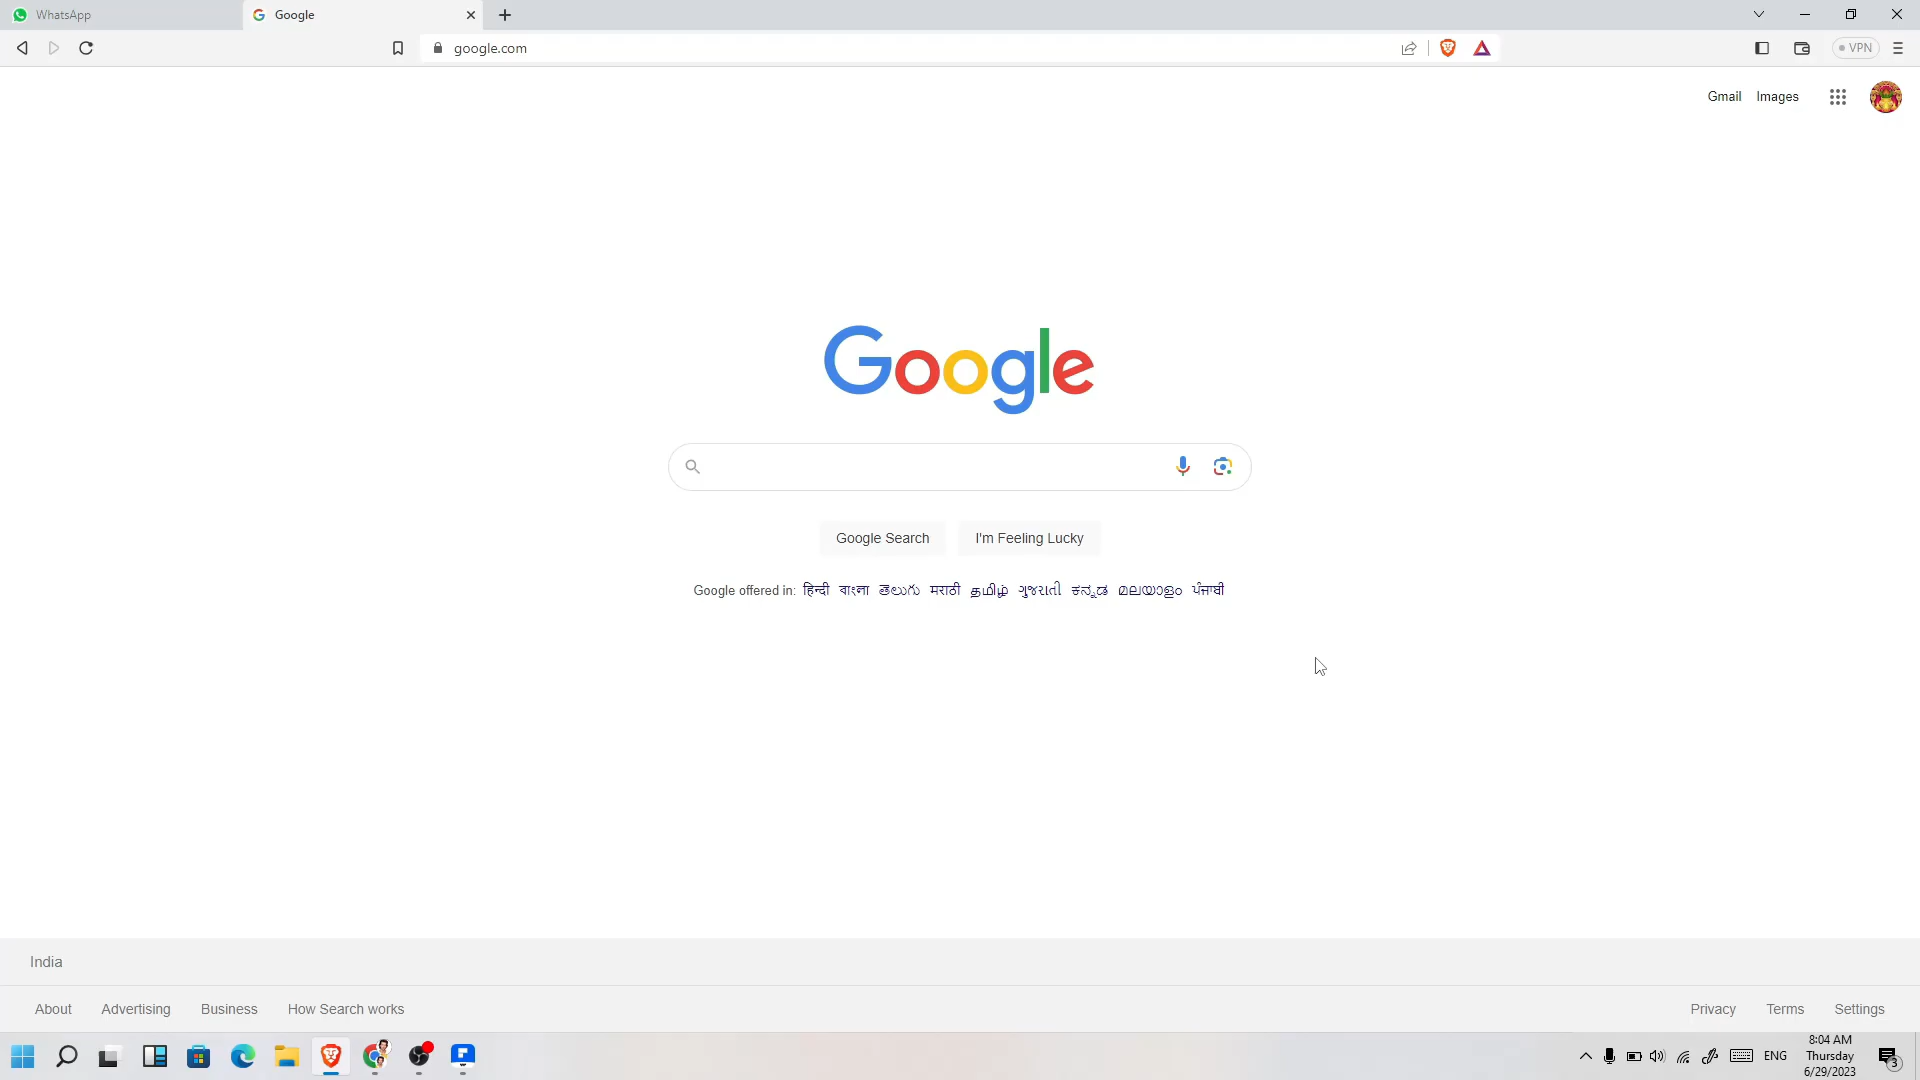 WhatsApp
Google
google.com
VPN
Gmail Images
Google
Google Search I'm Feeling Lucky
Google offered in: हिन्दी বাংলা తెలుగు मराठी தமிழ் ગુજરાતી ಕನ್ನಡ മലയാളം ਪੰਜਾਬੀ
India
About Advertising Business How Search works Privacy Terms Settings
ENG
8:04 AM
Thursday
6/29/2023
3